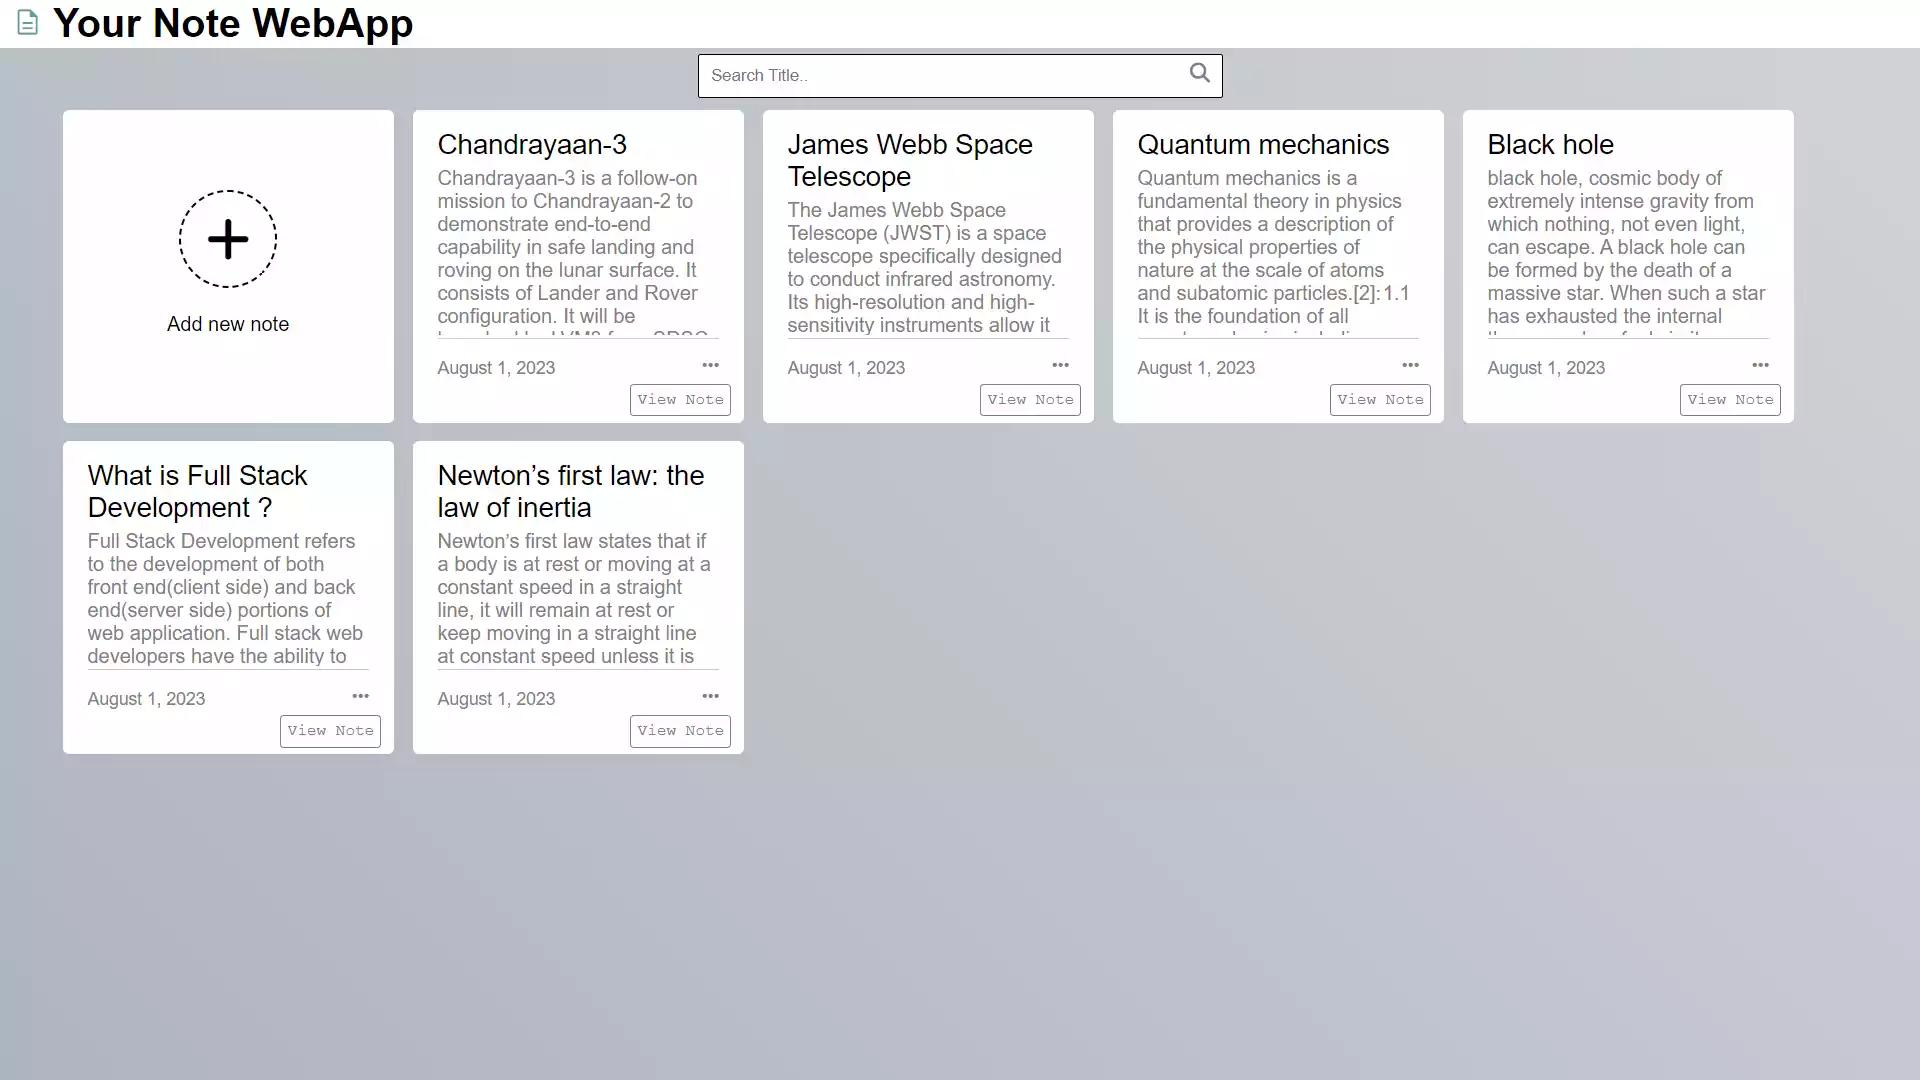 Your Note WebApp
Search Title..
Add new note
Chandrayaan-3
Chandrayaan-3 is a follow-on
mission to Chandrayaan-2 to
demonstrate end-to-end
capability in safe landing and
roving on the lunar surface. It
consists of Lander and Rover
configuration. It will be
August 1, 2023
View Note
James Webb Space
Telescope
The James Webb Space
Telescope (JWST) is a space
telescope specifically designed
to conduct infrared astronomy.
Its high-resolution and high-
sensitivity instruments allow it
August 1, 2023
View Note
Quantum mechanics
Quantum mechanics is a
fundamental theory in physics
that provides a description of
the physical properties of
nature at the scale of atoms
and subatomic particles.[2]:1.1
It is the foundation of all
August 1, 2023
View Note
Black hole
black hole, cosmic body of
extremely intense gravity from
which nothing, not even light,
can escape. A black hole can
be formed by the death of a
massive star. When such a star
has exhausted the internal
August 1, 2023
View Note
What is Full Stack
Development ?
Full Stack Development refers
to the development of both
front end(client side) and back
end(server side) portions of
web application. Full stack web
developers have the ability to
August 1, 2023
View Note
Newton’s first law: the
law of inertia
Newton’s first law states that if
a body is at rest or moving at a
constant speed in a straight
line, it will remain at rest or
keep moving in a straight line
at constant speed unless it is
August 1, 2023
View Note